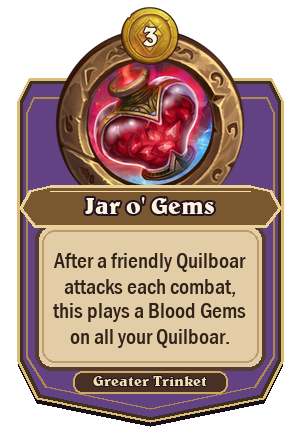 3
Jar o' Gems
After a friendly Quilboar
attacks each combat,
this plays a Blood Gems
on all your Quilboar.
Greater Trinket